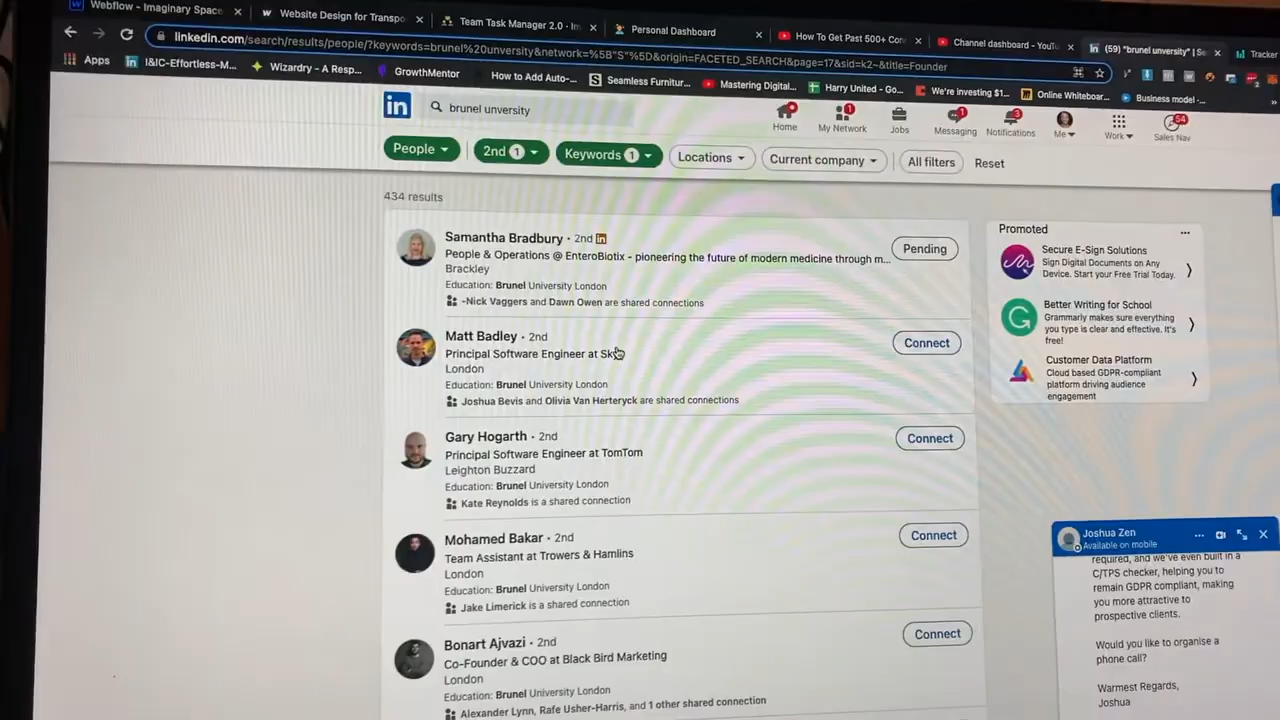 Webflow - Imaginary Space
Website Design for Transpo
Team Task Manager 2.0 - Im
Personal Dashboard
How To Get Past 500+ Con
Channel dashboard - YouTu
(59) "brunel unversity" | Se
Tracker
linkedin.com/search/results/people/?keywords=brunel%20unversity&network=%5B"S"%5D&origin=FACETED_SEARCH&page=17&sid=k2~&title=Founder
Apps
I&IC-Effortless-M...
Wizardry - A Resp...
GrowthMentor
How to Add Auto-...
Seamless Furnitur...
Mastering Digital...
Harry United - Go...
We're investing $1...
Online Whiteboar...
Business model -...
in
brunel unversity
Home
My Network
Jobs
Messaging
Notifications
Me
Work
Sales Nav
1
1
3
54
People
2nd 1
Keywords 1
Locations
Current company
All filters
Reset
434 results
Samantha Bradbury • 2nd
People & Operations @ EnteroBiotix - pioneering the future of modern medicine through m...
Brackley
Education: Brunel University London
-Nick Vaggers and Dawn Owen are shared connections
Pending
Matt Badley • 2nd
Principal Software Engineer at Sky
London
Education: Brunel University London
Joshua Bevis and Olivia Van Herteryck are shared connections
Connect
Gary Hogarth • 2nd
Principal Software Engineer at TomTom
Leighton Buzzard
Education: Brunel University London
Kate Reynolds is a shared connection
Connect
Mohamed Bakar • 2nd
Team Assistant at Trowers & Hamlins
London
Education: Brunel University London
Jake Limerick is a shared connection
Connect
Bonart Ajvazi • 2nd
Co-Founder & COO at Black Bird Marketing
London
Education: Brunel University London
Alexander Lynn, Rafe Usher-Harris, and 1 other shared connection
Connect
Promoted
Secure E-Sign Solutions
Sign Digital Documents on Any
Device. Start your Free Trial Today.
Better Writing for School
Grammarly makes sure everything
you type is clear and effective. It's
free!
Customer Data Platform
Cloud based GDPR-compliant
platform driving audience
engagement
Joshua Zen
Available on mobile
required, and we've even built in a
C/TPS checker, helping you to
remain GDPR compliant, making
you more attractive to
prospective clients.
Would you like to organise a
phone call?
Warmest Regards,
Joshua